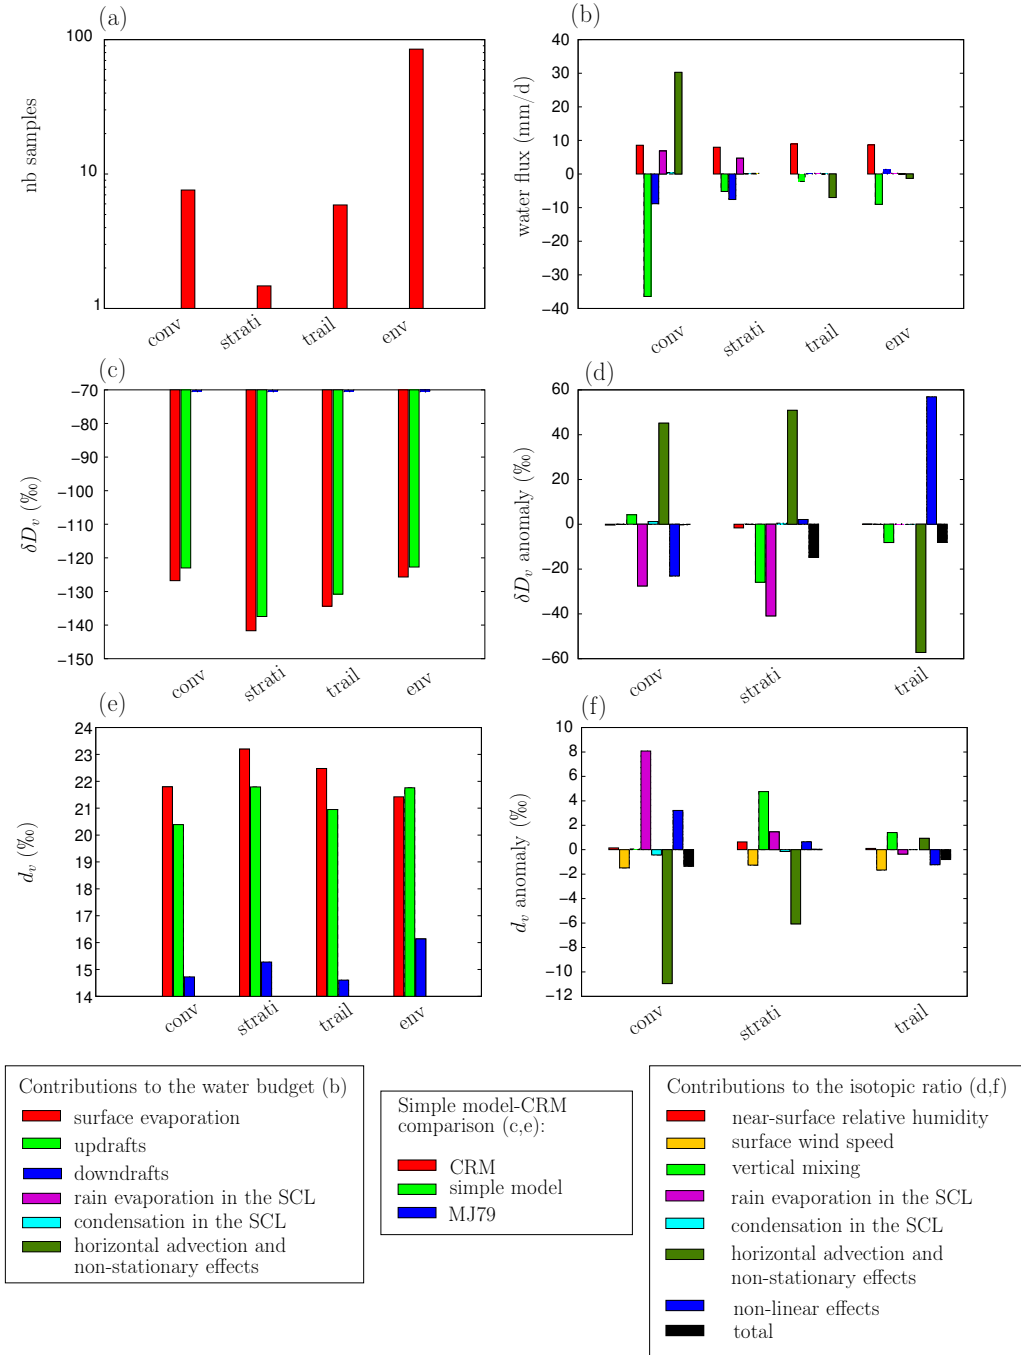 (a)
nb samples
100
10
1
conv
strati
trail
env
(b)
water flux (mm/d)
40
30
20
10
0
−10
−20
−30
−40
conv
strati
trail
env
(c)
δD_v (‰)
−70
−80
−90
−100
−110
−120
−130
−140
−150
conv
strati
trail
env
(d)
δD_v anomaly (‰)
60
40
20
0
−20
−40
−60
conv
strati
trail
(e)
d_v (‰)
24
23
22
21
20
19
18
17
16
15
14
conv
strati
trail
env
(f)
d_v anomaly (‰)
10
8
6
4
2
0
−2
−4
−6
−8
−10
−12
conv
strati
trail
Contributions to the water budget (b)
surface evaporation
updrafts
downdrafts
rain evaporation in the SCL
condensation in the SCL
horizontal advection and
non-stationary effects
Simple model-CRM
comparison (c,e):
CRM
simple model
MJ79
Contributions to the isotopic ratio (d,f)
near-surface relative humidity
surface wind speed
vertical mixing
rain evaporation in the SCL
condensation in the SCL
horizontal advection and
non-stationary effects
non-linear effects
total